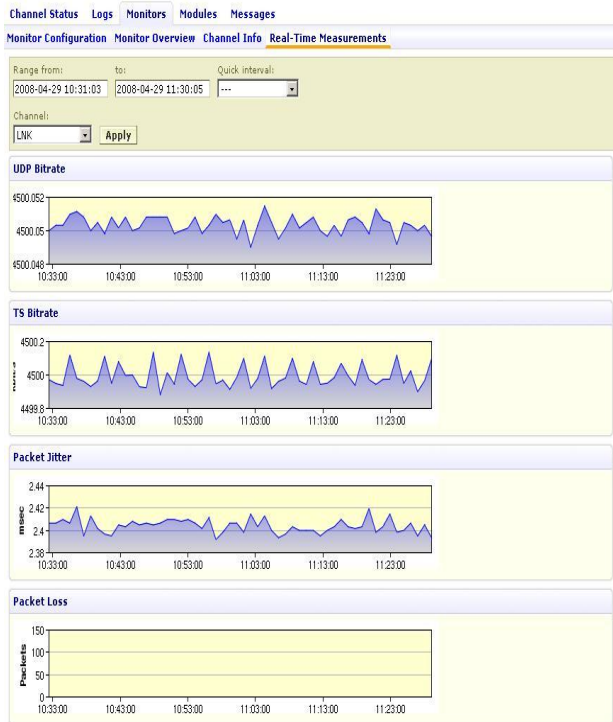 Channel Status Logs Monitors Modules Messages
Monitor Configuration Monitor Overview Channel Info Real-Time Measurements
Range from: to: Quick interval:
2008-04-29 10:31:03 2008-04-29 11:30:05 ---
Channel:
LNK Apply
UDP Bitrate
4500.052
4500.05
4500.048
10:33:00 10:43:00 10:53:00 11:03:00 11:13:00 11:23:00
TS Bitrate
4500.2
4500
4499.8
10:33:00 10:43:00 10:53:00 11:03:00 11:13:00 11:23:00
Packet Jitter
msec
2.44
2.42
2.4
2.38
10:33:00 10:43:00 10:53:00 11:03:00 11:13:00 11:23:00
Packet Loss
Packets
150
100
50
0
10:33:00 10:43:00 10:53:00 11:03:00 11:13:00 11:23:00